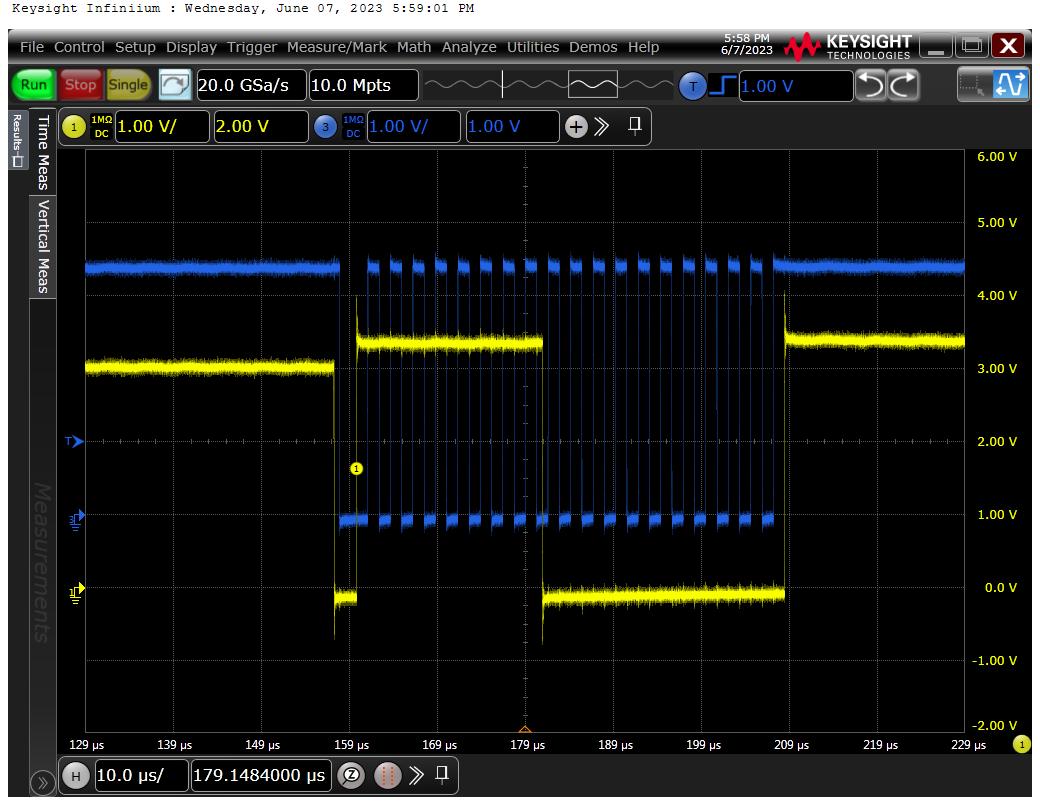 Keysight Infiniium : Wednesday, June 07, 2023 5:59:01 PM
File Control Setup Display Trigger Measure/Mark Math Analyze Utilities Demos Help
5:58 PM
6/7/2023
KEYSIGHT
TECHNOLOGIES
Run Stop Single 20.0 GSa/s 10.0 Mpts T 1.00 V
1 1MΩ DC 1.00 V/ 2.00 V 3 1MΩ DC 1.00 V/ 1.00 V
Results
Time Meas
Vertical Meas
Measurements
6.00 V
5.00 V
4.00 V
3.00 V
T
2.00 V
1
3
1.00 V
1
0.0 V
-1.00 V
-2.00 V
129 µs 139 µs 149 µs 159 µs 169 µs 179 µs 189 µs 199 µs 209 µs 219 µs 229 µs
1
H 10.0 µs/ 179.1484000 µs Z